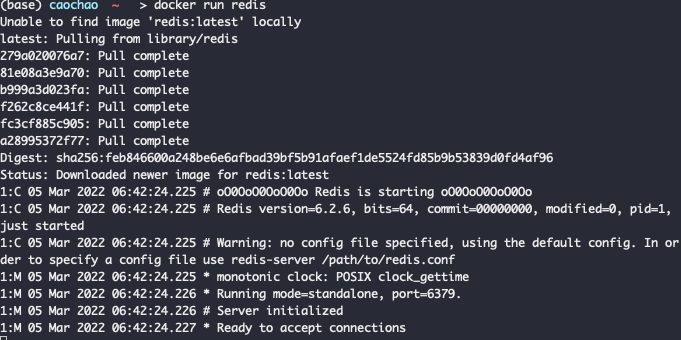 (base) caochao ~ > docker run redis
Unable to find image 'redis:latest' locally
latest: Pulling from library/redis
279a020076a7: Pull complete
81e08a3e9a70: Pull complete
b999a3d023fa: Pull complete
f262c8ce441f: Pull complete
fc3cf885c905: Pull complete
a28995372f77: Pull complete
Digest: sha256:feb846600a248be6e6afbad39bf5b91afaef1de5524fd85b9b53839d0fd4af96
Status: Downloaded newer image for redis:latest
1:C 05 Mar 2022 06:42:24.225 # oO0OoO0OoO0Oo Redis is starting oO0OoO0OoO0Oo
1:C 05 Mar 2022 06:42:24.225 # Redis version=6.2.6, bits=64, commit=00000000, modified=0, pid=1,
just started
1:C 05 Mar 2022 06:42:24.225 # Warning: no config file specified, using the default config. In or
der to specify a config file use redis-server /path/to/redis.conf
1:M 05 Mar 2022 06:42:24.225 * monotonic clock: POSIX clock_gettime
1:M 05 Mar 2022 06:42:24.226 * Running mode=standalone, port=6379.
1:M 05 Mar 2022 06:42:24.226 # Server initialized
1:M 05 Mar 2022 06:42:24.227 * Ready to accept connections